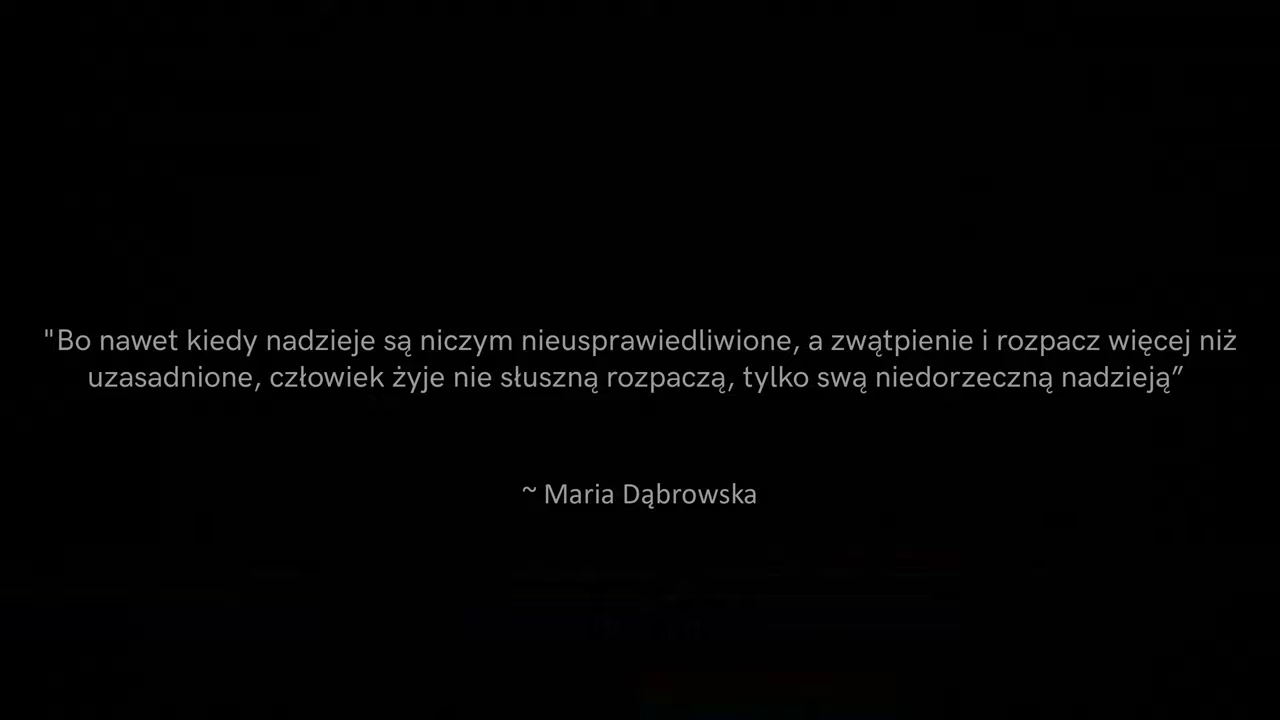 "Bo nawet kiedy nadzieje są niczym nieusprawiedliwione, a zwątpienie i rozpacz więcej niż
uzasadnione, człowiek żyje nie słuszną rozpaczą, tylko swą niedorzeczną nadzieją”
~ Maria Dąbrowska